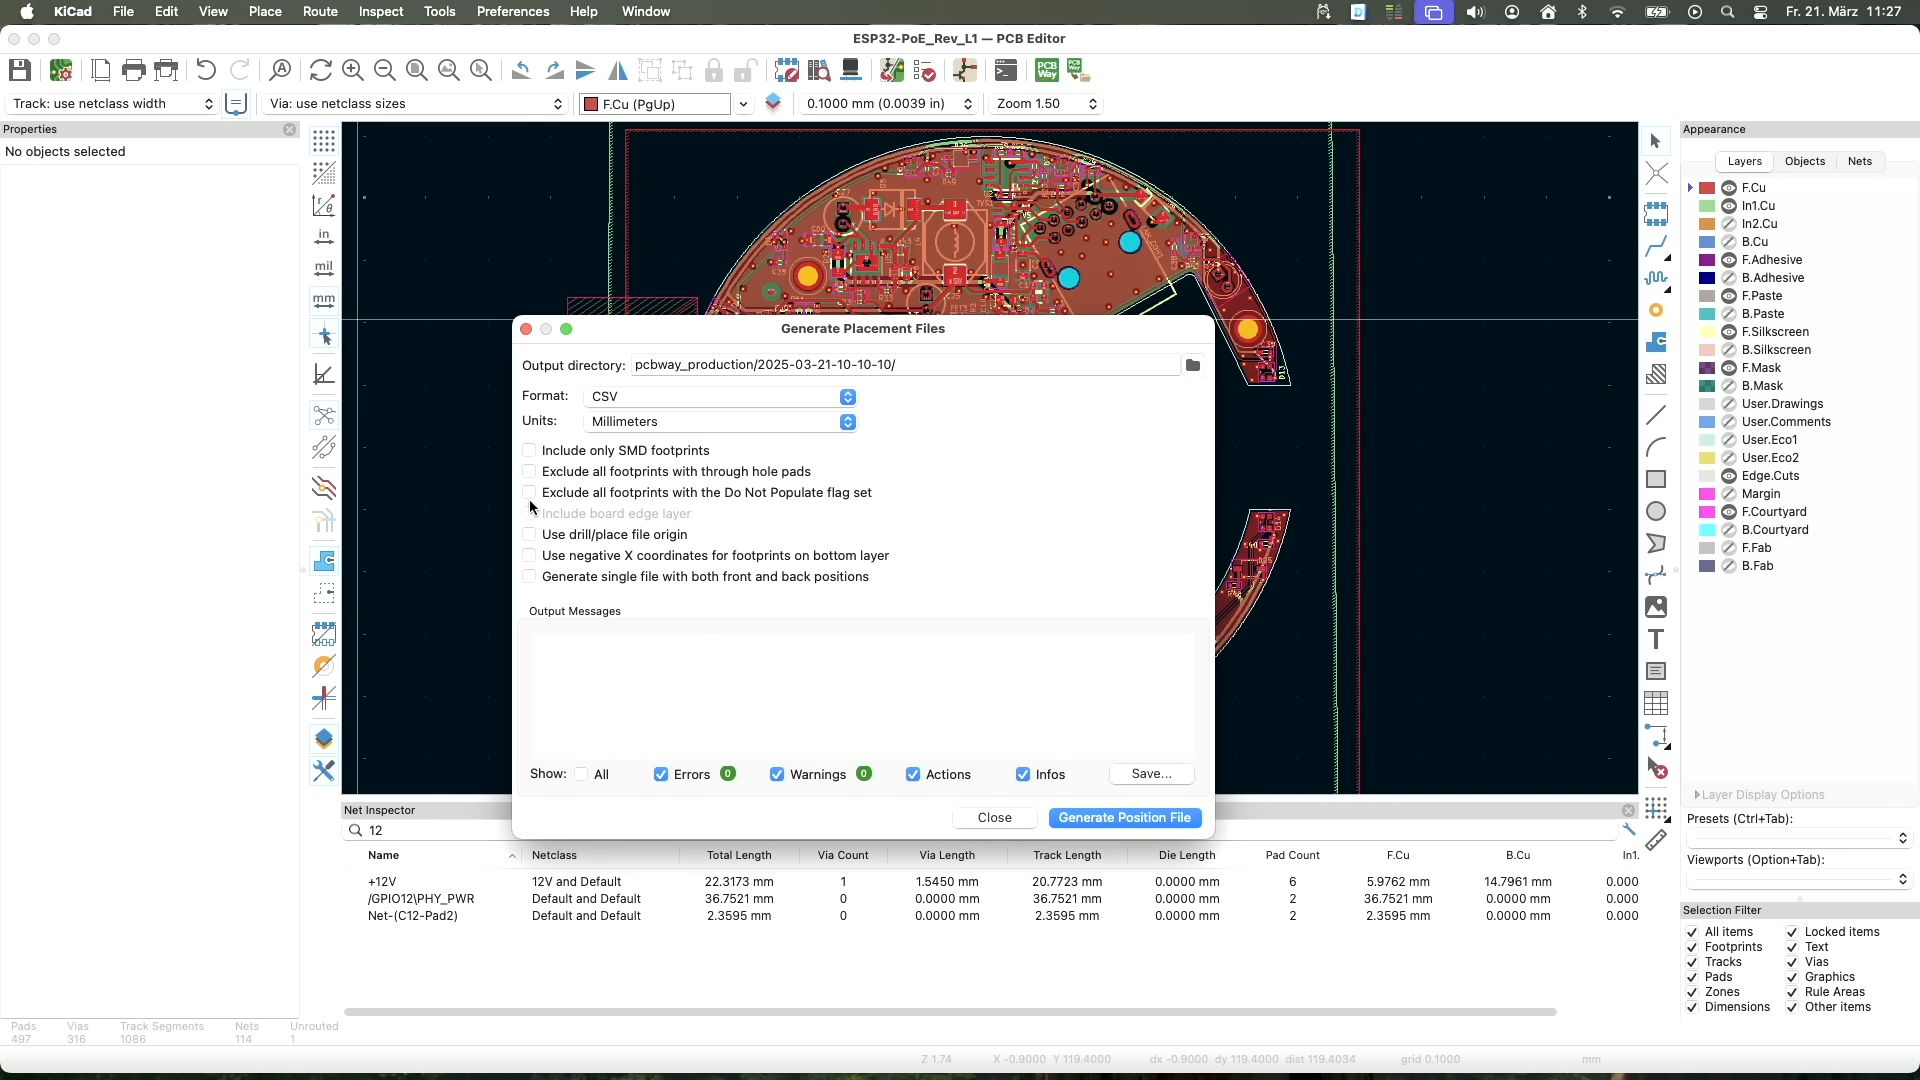 KiCad File Edit View Place Route Inspect Tools Preferences Help Window Fr. 21. März 11:27
ESP32-PoE_Rev_L1 — PCB Editor
Track: use netclass width
Via: use netclass sizes
F.Cu (PgUp)
0.1000 mm (0.0039 in)
Zoom 1.50
Properties
No objects selected
in
mil
mm
Appearance
Layers Objects Nets
F.Cu
In1.Cu
In2.Cu
B.Cu
F.Adhesive
B.Adhesive
F.Paste
B.Paste
F.Silkscreen
B.Silkscreen
F.Mask
B.Mask
User.Drawings
User.Comments
User.Eco1
User.Eco2
Edge.Cuts
Margin
F.Courtyard
B.Courtyard
F.Fab
B.Fab
Layer Display Options
Presets (Ctrl+Tab):
Viewports (Option+Tab):
Selection Filter
All items Locked items
Footprints Text
Tracks Vias
Pads Graphics
Zones Rule Areas
Dimensions Other items
Generate Placement Files
Output directory: pcbway_production/2025-03-21-10-10-10/
Format: CSV
Units: Millimeters
Include only SMD footprints
Exclude all footprints with through hole pads
Exclude all footprints with the Do Not Populate flag set
Include board edge layer
Use drill/place file origin
Use negative X coordinates for footprints on bottom layer
Generate single file with both front and back positions
Output Messages
Show: All Errors 0 Warnings 0 Actions Infos Save...
Close Generate Position File
Net Inspector
12
Name Netclass Total Length Via Count Via Length Track Length Die Length Pad Count F.Cu B.Cu In1.
+12V 12V and Default 22.3173 mm 1 1.5450 mm 20.7723 mm 0.0000 mm 6 5.9762 mm 14.7961 mm 0.000
/GPIO12\PHY_PWR Default and Default 36.7521 mm 0 0.0000 mm 36.7521 mm 0.0000 mm 2 36.7521 mm 0.0000 mm 0.000
Net-(C12-Pad2) Default and Default 2.3595 mm 0 0.0000 mm 2.3595 mm 0.0000 mm 2 2.3595 mm 0.0000 mm 0.000
Pads Vias Track Segments Nets Unrouted
497 316 1086 114 1
Z 1.74 X -0.9000 Y 119.4000 dx -0.9000 dy 119.4000 dist 119.4034 grid 0.1000 mm